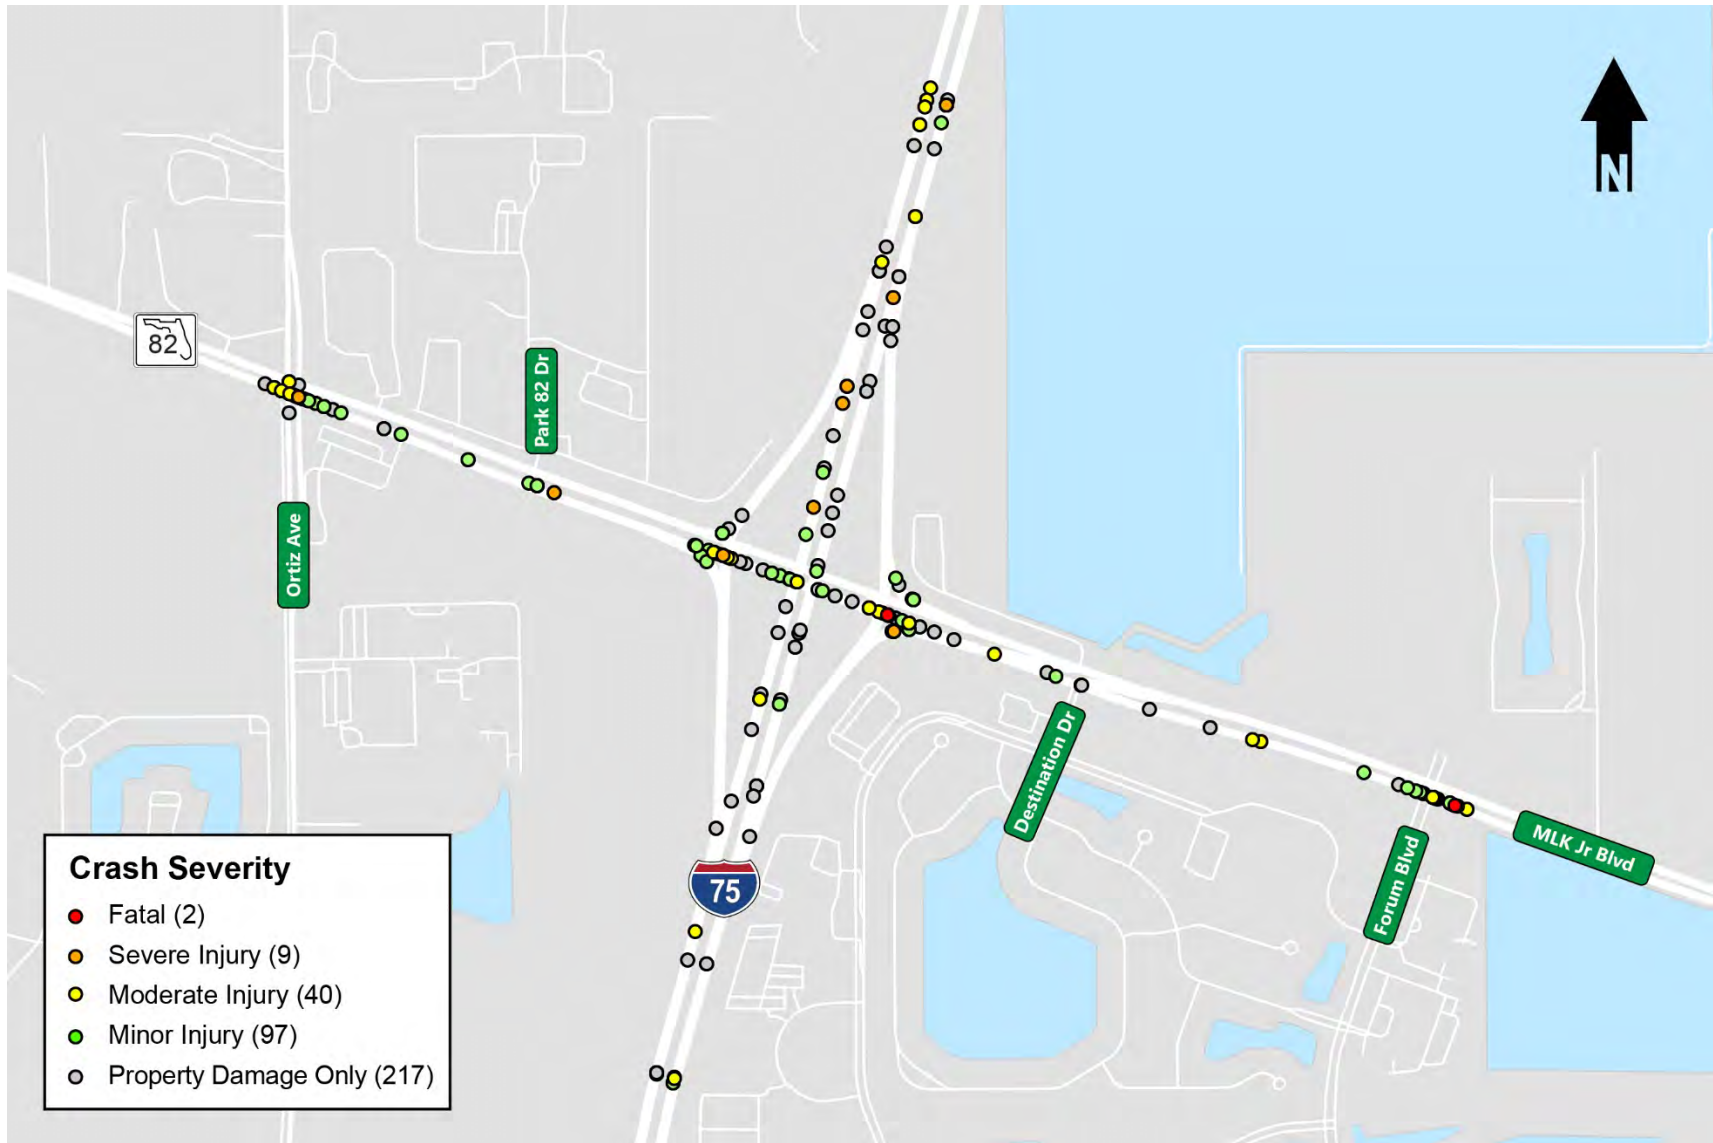 N
82
Park 82 Dr
Ortiz Ave
Destination Dr
MLK Jr Blvd
Forum Blvd
75
Crash Severity
Fatal (2)
Severe Injury (9)
Moderate Injury (40)
Minor Injury (97)
Property Damage Only (217)